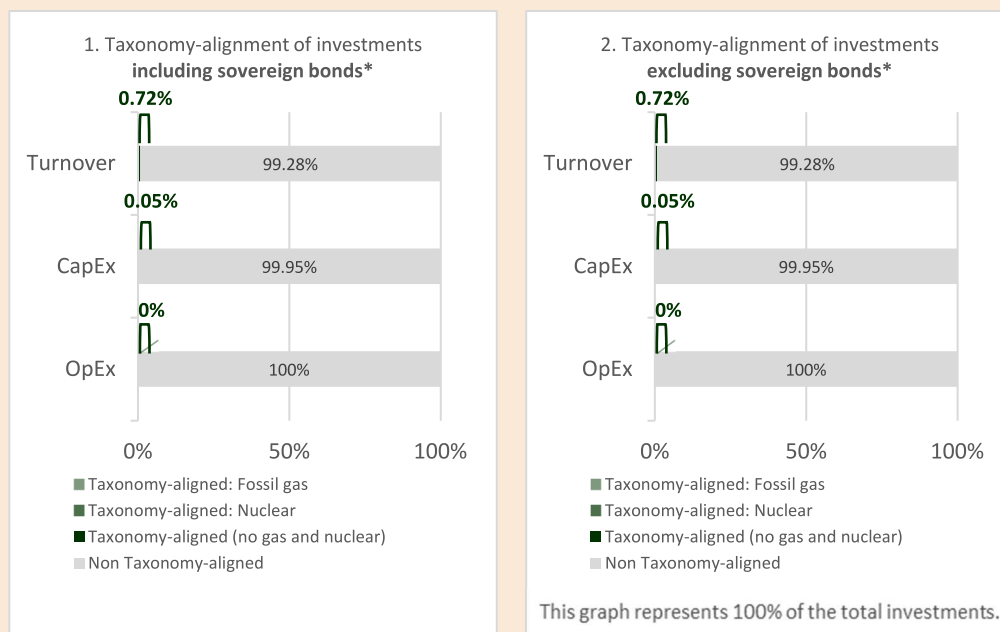 1. Taxonomy-alignment of investments
including sovereign bonds*
0.72%
Turnover
99.28%
0.05%
CapEx
99.95%
0%
OpEx
100%
0%
50%
100%
Taxonomy-aligned: Fossil gas
Taxonomy-aligned: Nuclear
Taxonomy-aligned (no gas and nuclear)
Non Taxonomy-aligned
2. Taxonomy-alignment of investments
excluding sovereign bonds*
0.72%
Turnover
99.28%
0.05%
CapEx
99.95%
0%
OpEx
100%
0%
50%
100%
Taxonomy-aligned: Fossil gas
Taxonomy-aligned: Nuclear
Taxonomy-aligned (no gas and nuclear)
Non Taxonomy-aligned
This graph represents 100% of the total investments.